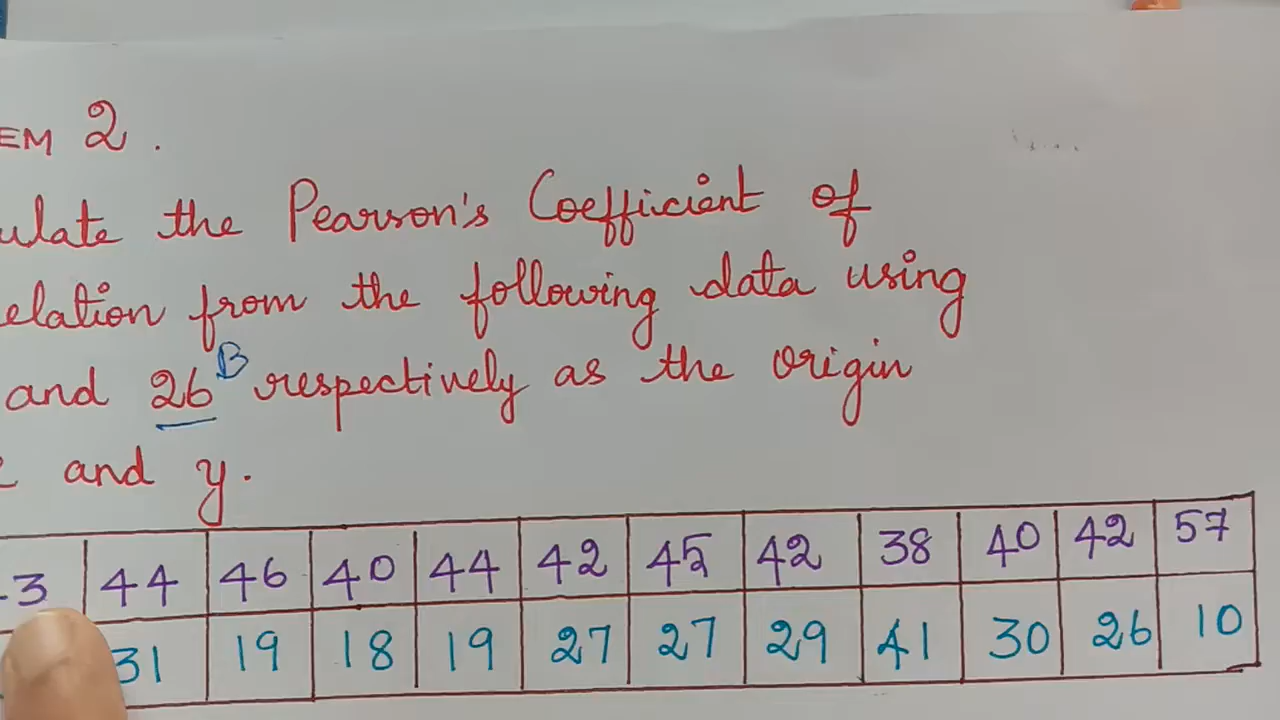 EM 2.
ulate the Pearson's Coefficient of
elation from the following data using
and 26 B respectively as the origin
and y.
3 44 46 40 44 42 45 42 38 40 42 57
31 19 18 19 27 27 29 41 30 26 10